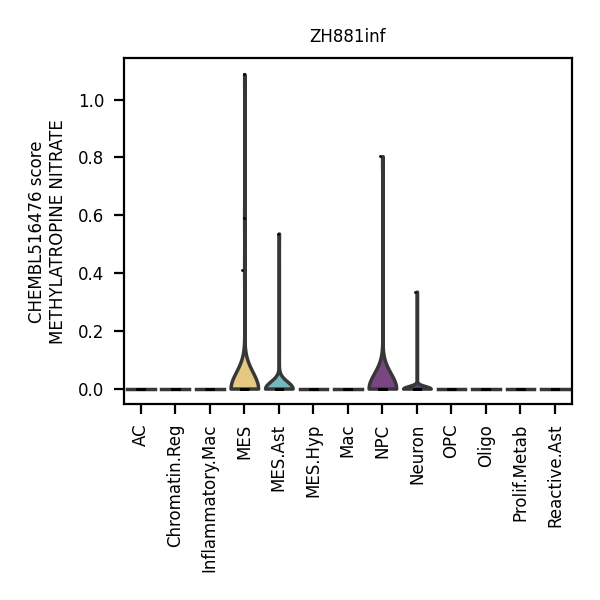 ZH881inf
CHEMBL516476 score
METHYLATROPINE NITRATE
1.0
0.8
0.6
0.4
0.2
0.0
AC
Chromatin.Reg
Inflammatory.Mac
MES
MES.Ast
MES.Hyp
Mac
NPC
Neuron
OPC
Oligo
Prolif.Metab
Reactive.Ast